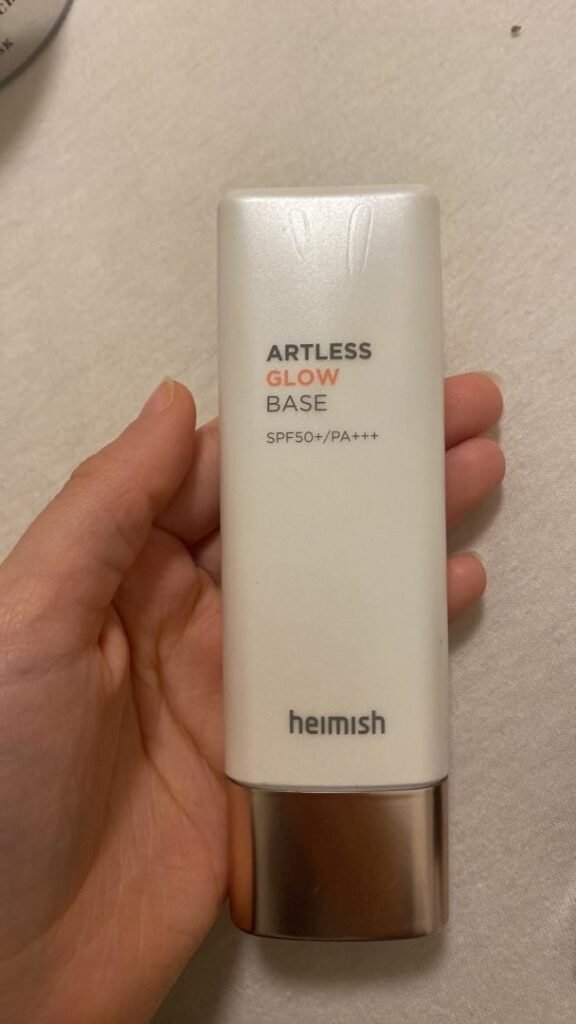 ARTLESS
GLOW
BASE
SPF50+/PA+++
heimish